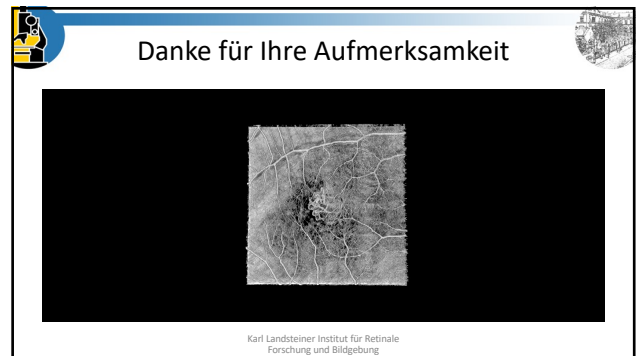 Danke für Ihre Aufmerksamkeit
Karl Landsteiner Institut für Retinale
Forschung und Bildgebung